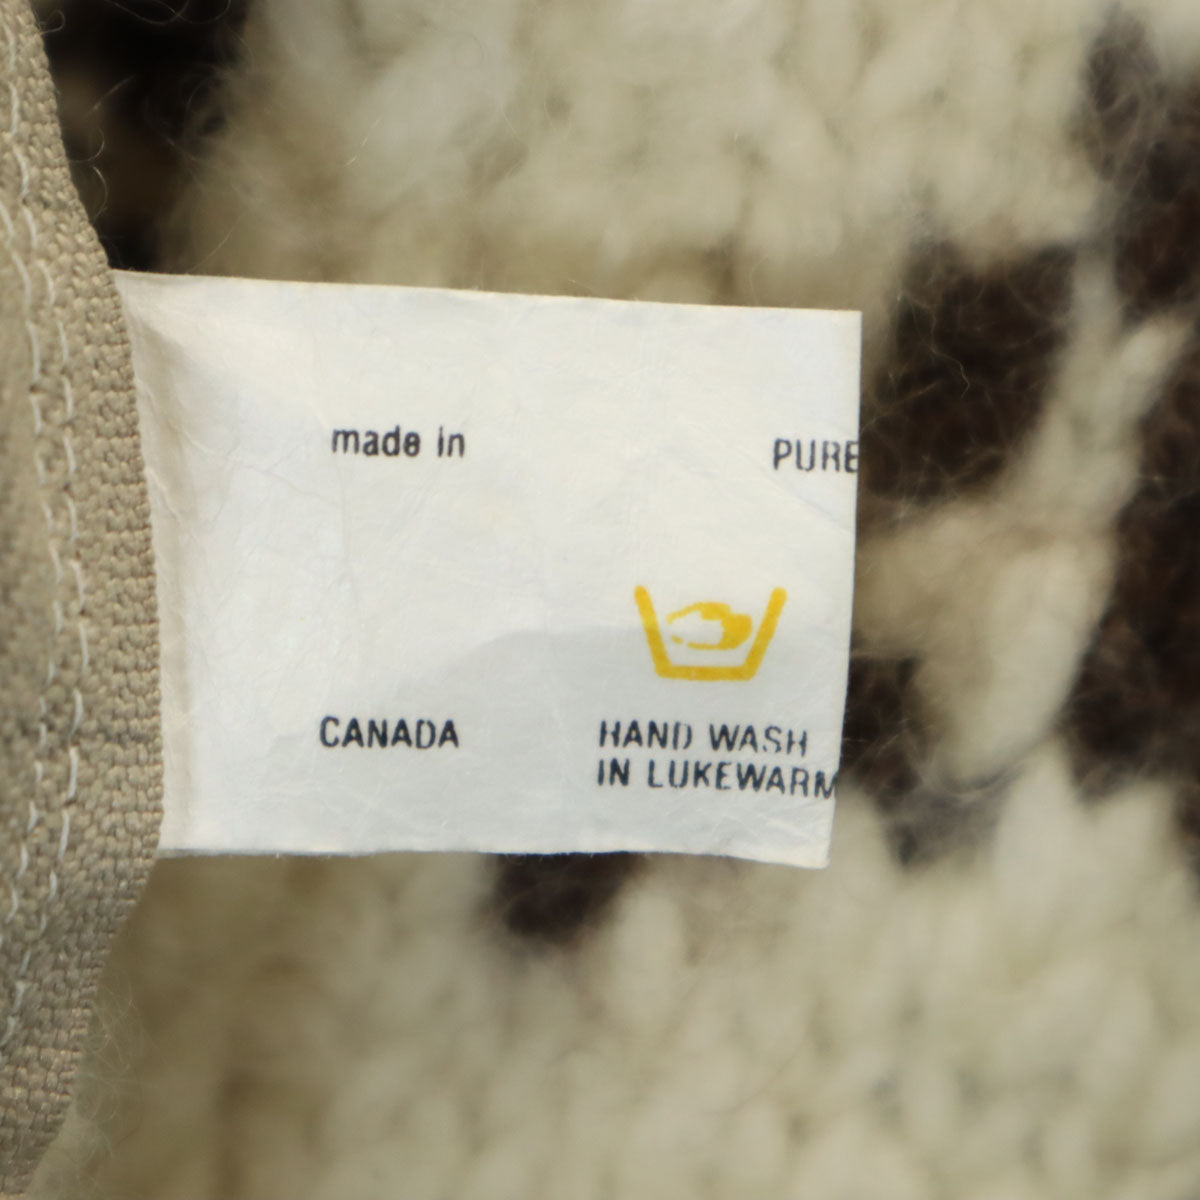 made in
PURE
CANADA
HAND WASH
IN LUKEWARM